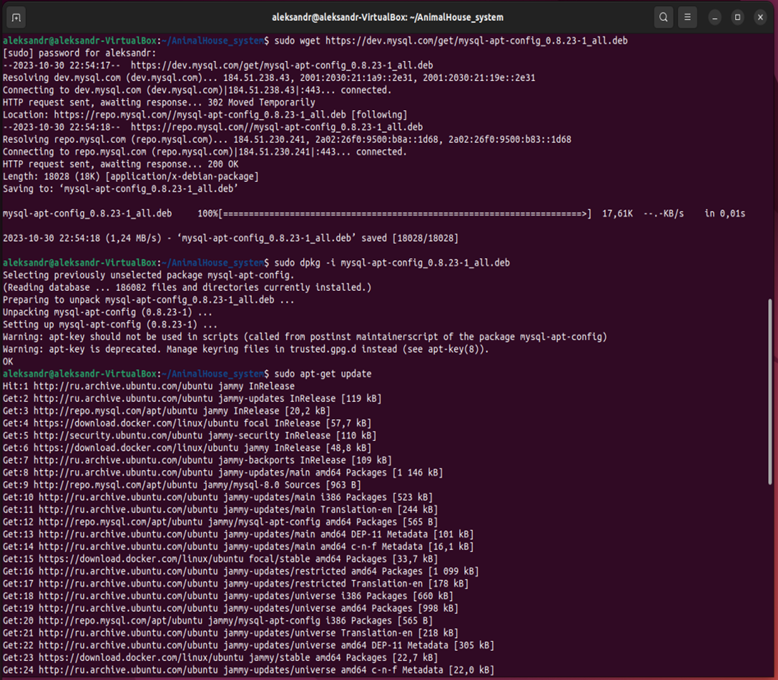 aleksandr@aleksandr-VirtualBox: ~/AnimalHouse_system
aleksandr@aleksandr-VirtualBox:~/AnimalHouse_system$ sudo wget https://dev.mysql.com/get/mysql-apt-config_0.8.23-1_all.deb
[sudo] password for aleksandr:
--2023-10-30 22:54:17--  https://dev.mysql.com/get/mysql-apt-config_0.8.23-1_all.deb
Resolving dev.mysql.com (dev.mysql.com)... 184.51.238.43, 2001:2030:21:1a9::2e31, 2001:2030:21:19e::2e31
Connecting to dev.mysql.com (dev.mysql.com)|184.51.238.43|:443... connected.
HTTP request sent, awaiting response... 302 Moved Temporarily
Location: https://repo.mysql.com//mysql-apt-config_0.8.23-1_all.deb [following]
--2023-10-30 22:54:18--  https://repo.mysql.com//mysql-apt-config_0.8.23-1_all.deb
Resolving repo.mysql.com (repo.mysql.com)... 184.51.230.241, 2a02:26f0:9500:b8a::1d68, 2a02:26f0:9500:b83::1d68
Connecting to repo.mysql.com (repo.mysql.com)|184.51.230.241|:443... connected.
HTTP request sent, awaiting response... 200 OK
Length: 18028 (18K) [application/x-debian-package]
Saving to: ‘mysql-apt-config_0.8.23-1_all.deb’
mysql-apt-config_0.8.23-1_all.deb     100%[======================================================================>]  17,61K  --.-KB/s    in 0,01s
2023-10-30 22:54:18 (1,24 MB/s) - ‘mysql-apt-config_0.8.23-1_all.deb’ saved [18028/18028]
aleksandr@aleksandr-VirtualBox:~/AnimalHouse_system$ sudo dpkg -i mysql-apt-config_0.8.23-1_all.deb
Selecting previously unselected package mysql-apt-config.
(Reading database ... 186082 files and directories currently installed.)
Preparing to unpack mysql-apt-config_0.8.23-1_all.deb ...
Unpacking mysql-apt-config (0.8.23-1) ...
Setting up mysql-apt-config (0.8.23-1) ...
Warning: apt-key should not be used in scripts (called from postinst maintainerscript of the package mysql-apt-config)
Warning: apt-key is deprecated. Manage keyring files in trusted.gpg.d instead (see apt-key(8)).
OK
aleksandr@aleksandr-VirtualBox:~/AnimalHouse_system$ sudo apt-get update
Hit:1 http://ru.archive.ubuntu.com/ubuntu jammy InRelease
Get:2 http://ru.archive.ubuntu.com/ubuntu jammy-updates InRelease [119 kB]
Get:3 http://repo.mysql.com/apt/ubuntu jammy InRelease [20,2 kB]
Get:4 https://download.docker.com/linux/ubuntu focal InRelease [57,7 kB]
Get:5 http://security.ubuntu.com/ubuntu jammy-security InRelease [110 kB]
Get:6 https://download.docker.com/linux/ubuntu jammy InRelease [48,8 kB]
Get:7 http://ru.archive.ubuntu.com/ubuntu jammy-backports InRelease [109 kB]
Get:8 http://ru.archive.ubuntu.com/ubuntu jammy-updates/main amd64 Packages [1 146 kB]
Get:9 http://repo.mysql.com/apt/ubuntu jammy/mysql-8.0 Sources [963 B]
Get:10 http://ru.archive.ubuntu.com/ubuntu jammy-updates/main i386 Packages [523 kB]
Get:11 http://ru.archive.ubuntu.com/ubuntu jammy-updates/main Translation-en [244 kB]
Get:12 http://repo.mysql.com/apt/ubuntu jammy/mysql-apt-config amd64 Packages [565 B]
Get:13 http://ru.archive.ubuntu.com/ubuntu jammy-updates/main amd64 DEP-11 Metadata [101 kB]
Get:14 http://ru.archive.ubuntu.com/ubuntu jammy-updates/main amd64 c-n-f Metadata [16,1 kB]
Get:15 https://download.docker.com/linux/ubuntu focal/stable amd64 Packages [33,7 kB]
Get:16 http://ru.archive.ubuntu.com/ubuntu jammy-updates/restricted amd64 Packages [1 099 kB]
Get:17 http://ru.archive.ubuntu.com/ubuntu jammy-updates/restricted Translation-en [178 kB]
Get:18 http://ru.archive.ubuntu.com/ubuntu jammy-updates/universe i386 Packages [660 kB]
Get:19 http://ru.archive.ubuntu.com/ubuntu jammy-updates/universe amd64 Packages [998 kB]
Get:20 http://repo.mysql.com/apt/ubuntu jammy/mysql-apt-config i386 Packages [565 B]
Get:21 http://ru.archive.ubuntu.com/ubuntu jammy-updates/universe Translation-en [218 kB]
Get:22 http://ru.archive.ubuntu.com/ubuntu jammy-updates/universe amd64 DEP-11 Metadata [305 kB]
Get:23 https://download.docker.com/linux/ubuntu jammy/stable amd64 Packages [22,7 kB]
Get:24 http://ru.archive.ubuntu.com/ubuntu jammy-updates/universe amd64 c-n-f Metadata [22,0 kB]